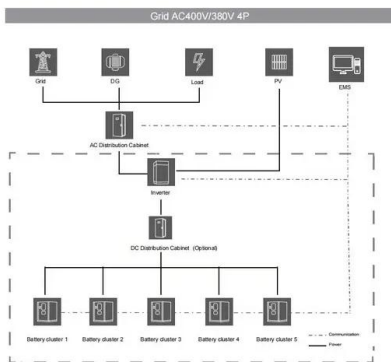 Grid AC400V/380V 4P
Grid
DG
Load
PV
EMS
AC Distribution Cabinet
Inverter
DC Distribution Cabinet (Optional)
Battery cluster 1
Battery cluster 2
Battery cluster 3
Battery cluster 4
Battery cluster 5
Communication
Power